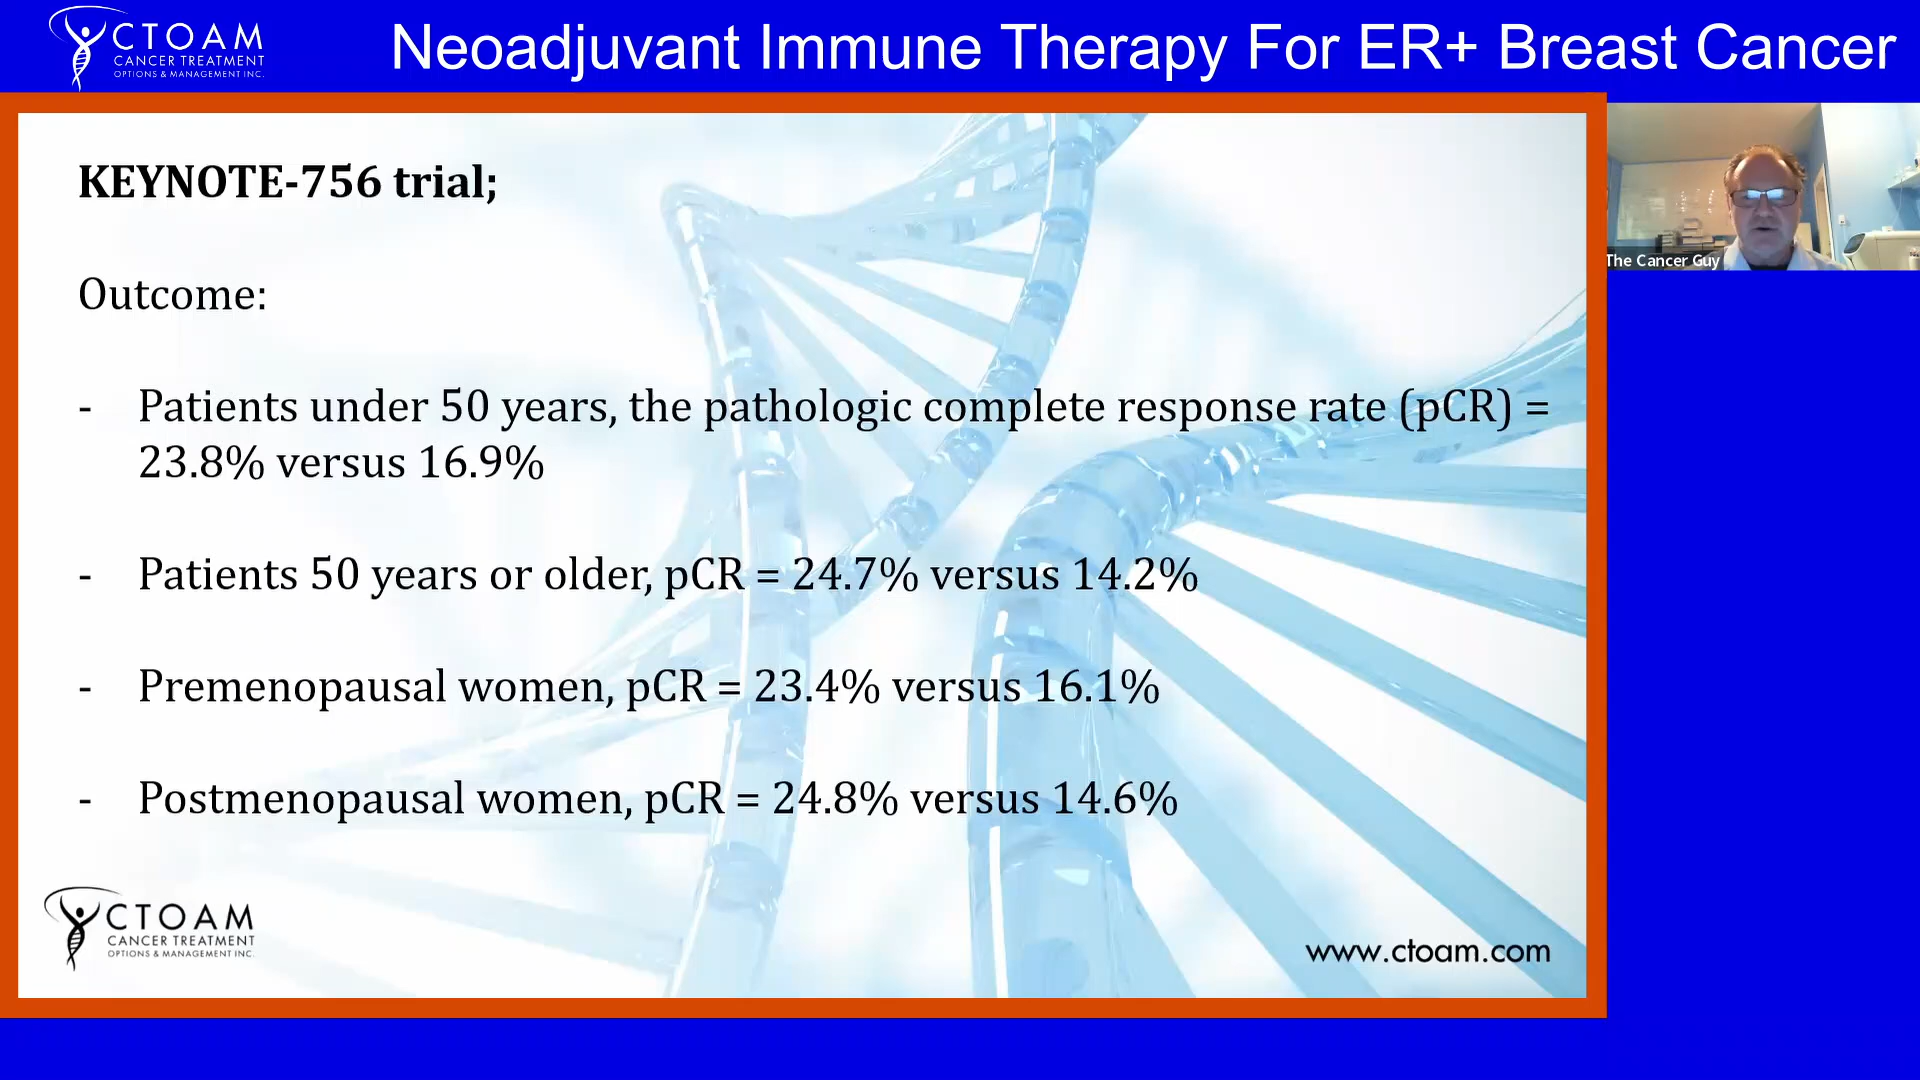 CTOAM
CANCER TREATMENT
OPTIONS & MANAGEMENT INC.
Neoadjuvant Immune Therapy For ER+ Breast Cancer
The Cancer Guy
KEYNOTE-756 trial;
Outcome:
- Patients under 50 years, the pathologic complete response rate (pCR) =
23.8% versus 16.9%
- Patients 50 years or older, pCR = 24.7% versus 14.2%
- Premenopausal women, pCR = 23.4% versus 16.1%
- Postmenopausal women, pCR = 24.8% versus 14.6%
CTOAM
CANCER TREATMENT
OPTIONS & MANAGEMENT INC.
www.ctoam.com